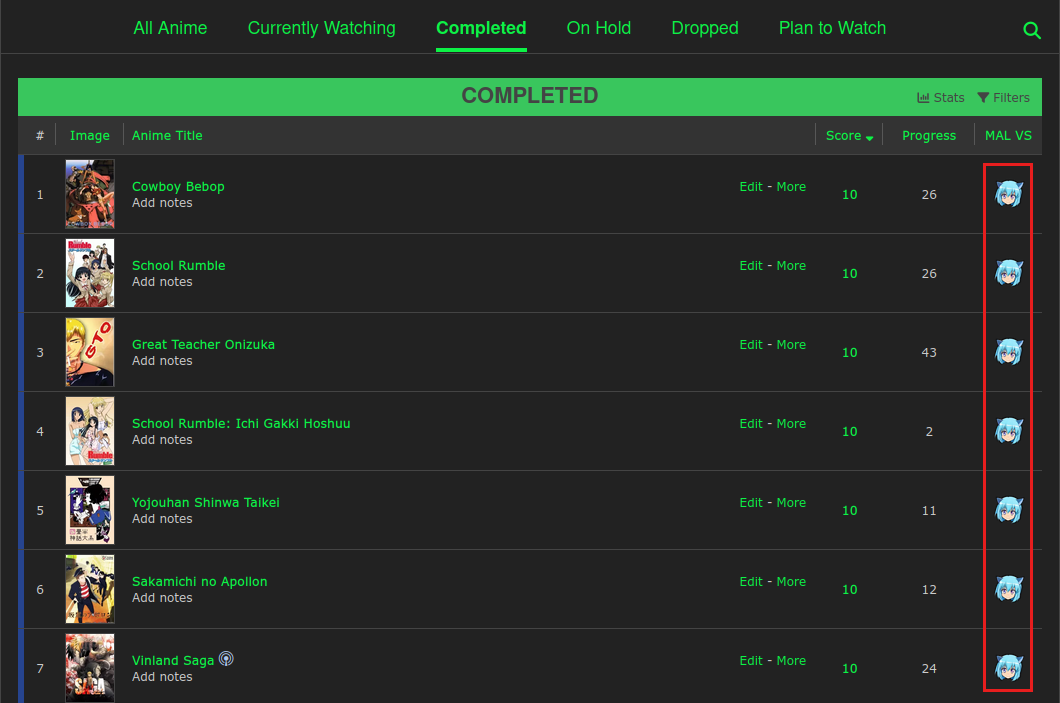 All Anime Currently Watching Completed On Hold Dropped Plan to Watch
COMPLETED
Stats Filters
# Image Anime Title Score Progress MAL VS
1 Cowboy Bebop Edit - More 10 26
Add notes
2 School Rumble Edit - More 10 26
Add notes
3 Great Teacher Onizuka Edit - More 10 43
Add notes
GTO
4 School Rumble: Ichi Gakki Hoshuu Edit - More 10 2
Add notes
5 Yojouhan Shinwa Taikei Edit - More 10 11
Add notes
6 Sakamichi no Apollon Edit - More 10 12
Add notes
7 Vinland Saga Edit - More 10 24
Add notes
SAGA